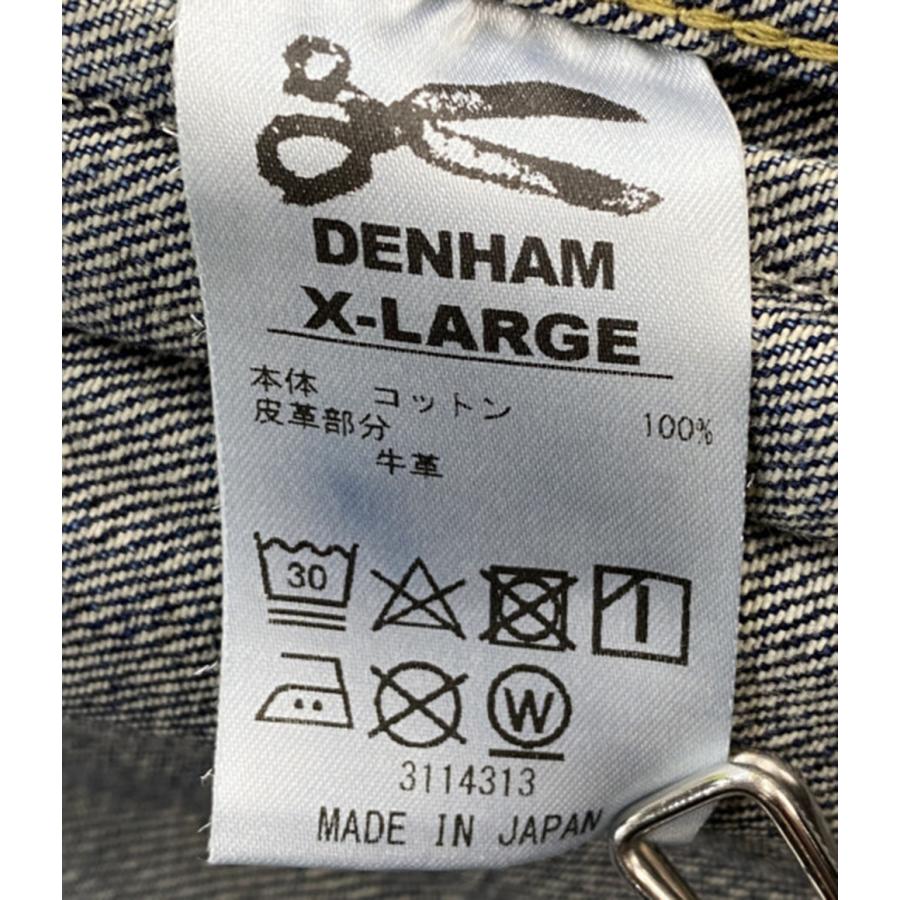 DENHAM
X-LARGE
本体 コットン 100%
皮革部分
牛革
30
W
3114313
MADE IN JAPAN